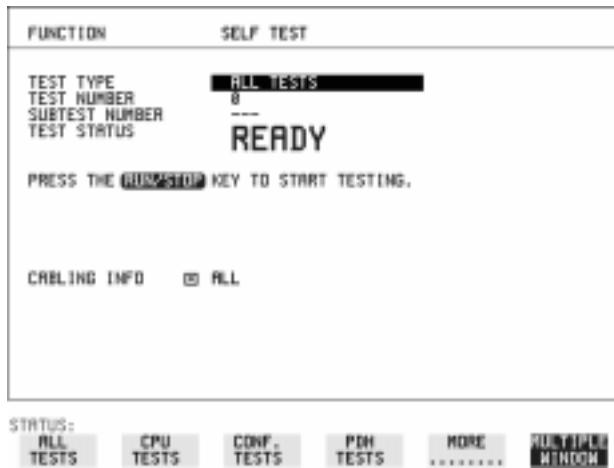 FUNCTION SELF TEST
TEST TYPE ALL TESTS
TEST NUMBER 0
SUBTEST NUMBER ---
TEST STATUS READY
PRESS THE RUN/STOP KEY TO START TESTING.
CABLING INFO ALL
STATUS:
ALL TESTS
CPU TESTS
CONF. TESTS
PDH TESTS
MORE ........
MULTIPLE WINDOW